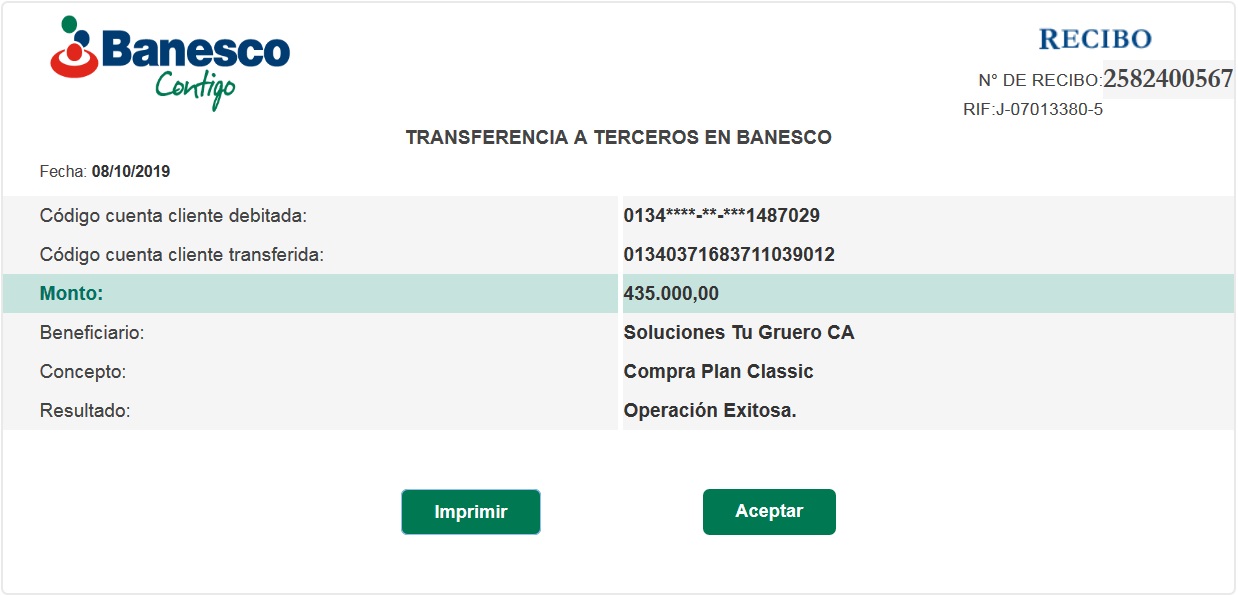 Banesco
Contigo
RECIBO
N° DE RECIBO:2582400567
RIF:J-07013380-5
TRANSFERENCIA A TERCEROS EN BANESCO
Fecha: 08/10/2019
Código cuenta cliente debitada: 0134****-**-***1487029
Código cuenta cliente transferida: 01340371683711039012
Monto: 435.000,00
Beneficiario: Soluciones Tu Gruero CA
Concepto: Compra Plan Classic
Resultado: Operación Exitosa.
Imprimir Aceptar